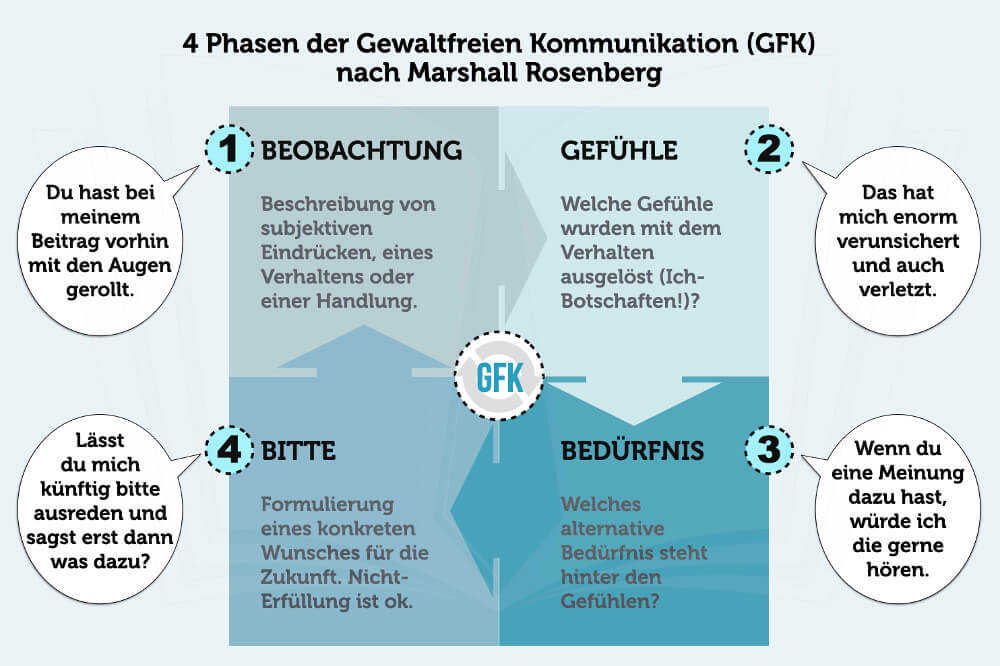 4 Phasen der Gewaltfreien Kommunikation (GFK)
nach Marshall Rosenberg
1
BEOBACHTUNG
Beschreibung von
subjektiven
Eindrücken, eines
Verhaltens oder
einer Handlung.
Du hast bei
meinem
Beitrag vorhin
mit den Augen
gerollt.
GEFÜHLE
2
Welche Gefühle
wurden mit dem
Verhalten
ausgelöst (Ich-
Botschaften!)?
Das hat
mich enorm
verunsichert
und auch
verletzt.
GFK
BEDÜRFNIS
3
Welches
alternative
Bedürfnis steht
hinter den
Gefühlen?
Wenn du
eine Meinung
dazu hast,
würde ich
die gerne
hören.
4
BITTE
Formulierung
eines konkreten
Wunsches für die
Zukunft. Nicht-
Erfüllung ist ok.
Lässt
du mich
künftig bitte
ausreden und
sagst erst dann
was dazu?